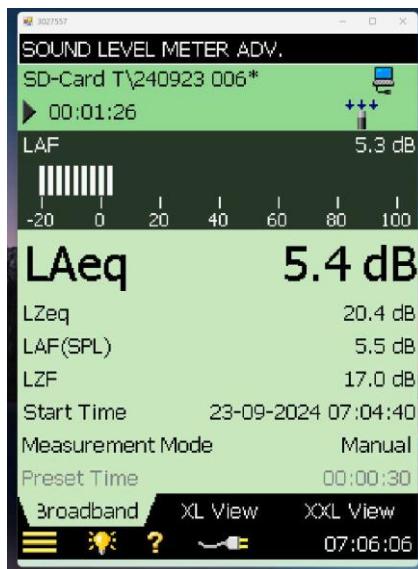 3027557
SOUND LEVEL METER ADV.
SD-Card T\240923 006*
00:01:26
LAF 5.3 dB
-20 0 20 40 60 80 100
LAeq 5.4 dB
LZeq 20.4 dB
LAF(SPL) 5.5 dB
LZF 17.0 dB
Start Time 23-09-2024 07:04:40
Measurement Mode Manual
Preset Time 00:00:30
Broadband XL View XXL View
? 07:06:06